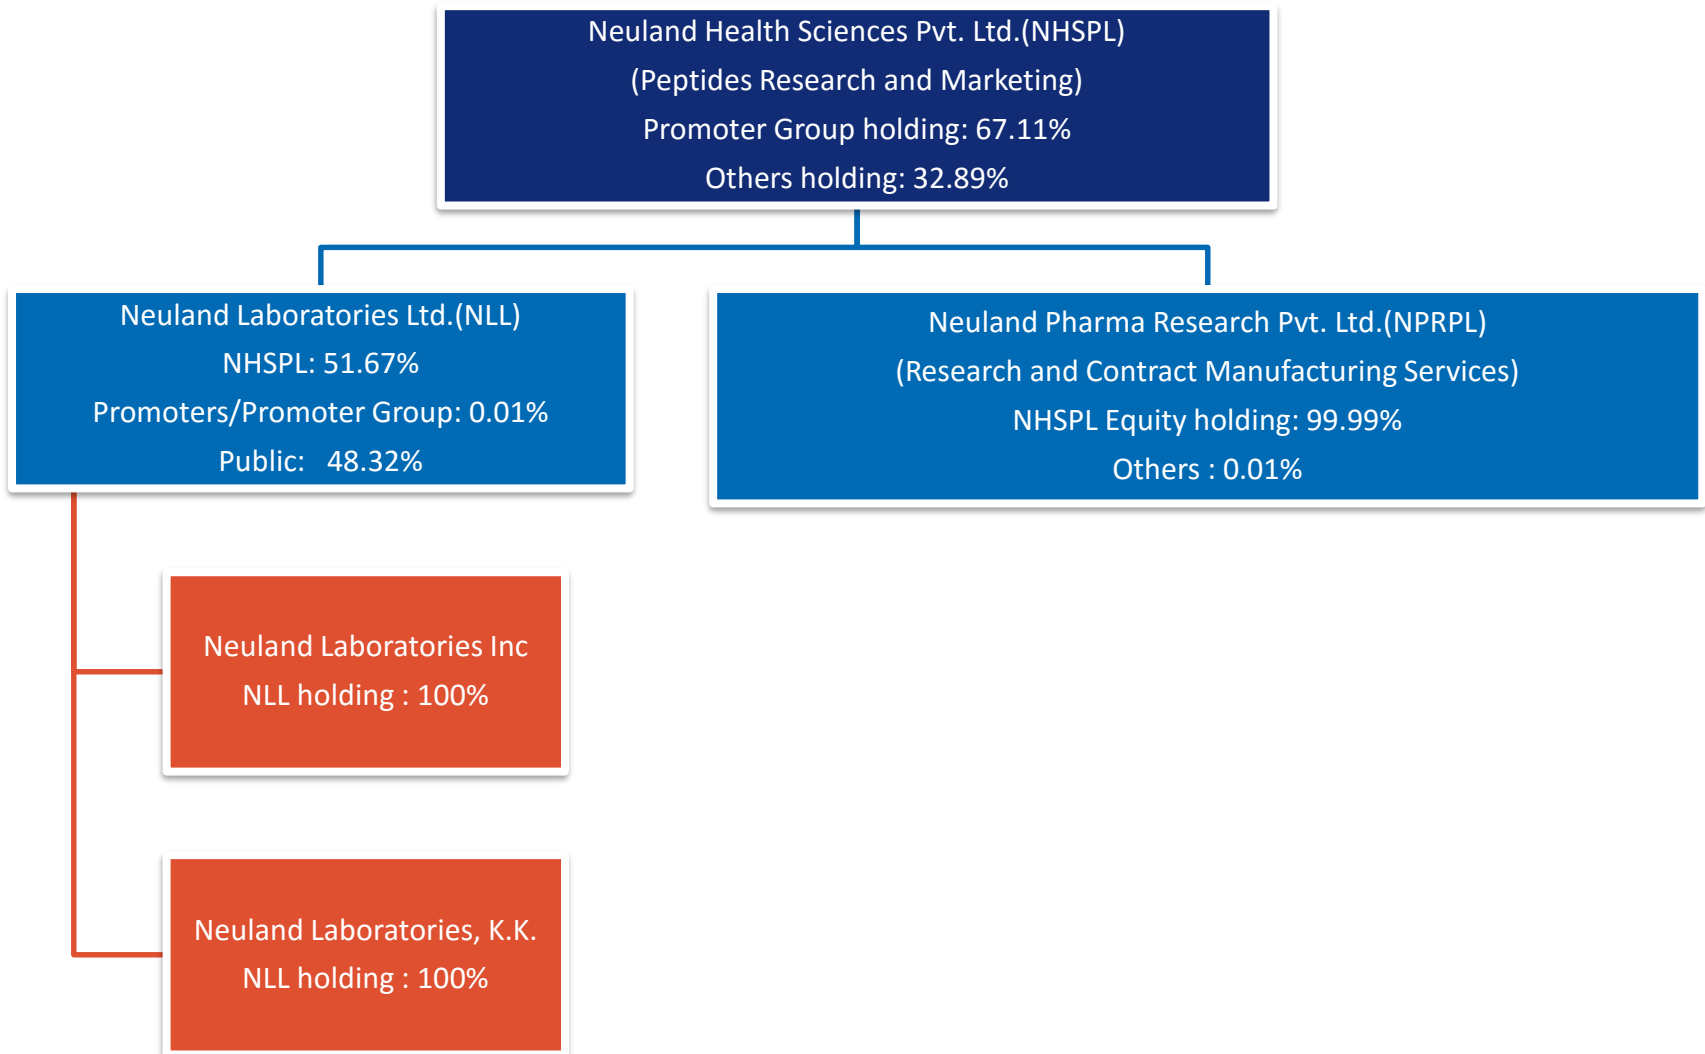 Neuland Health Sciences Pvt. Ltd.(NHSPL)
(Peptides Research and Marketing)
Promoter Group holding: 67.11%
Others holding: 32.89%
Neuland Laboratories Ltd.(NLL)
NHSPL: 51.67%
Promoters/Promoter Group: 0.01%
Public:   48.32%
Neuland Pharma Research Pvt. Ltd.(NPRPL)
(Research and Contract Manufacturing Services)
NHSPL Equity holding: 99.99%
Others : 0.01%
Neuland Laboratories Inc
NLL holding : 100%
Neuland Laboratories, K.K.
NLL holding : 100%